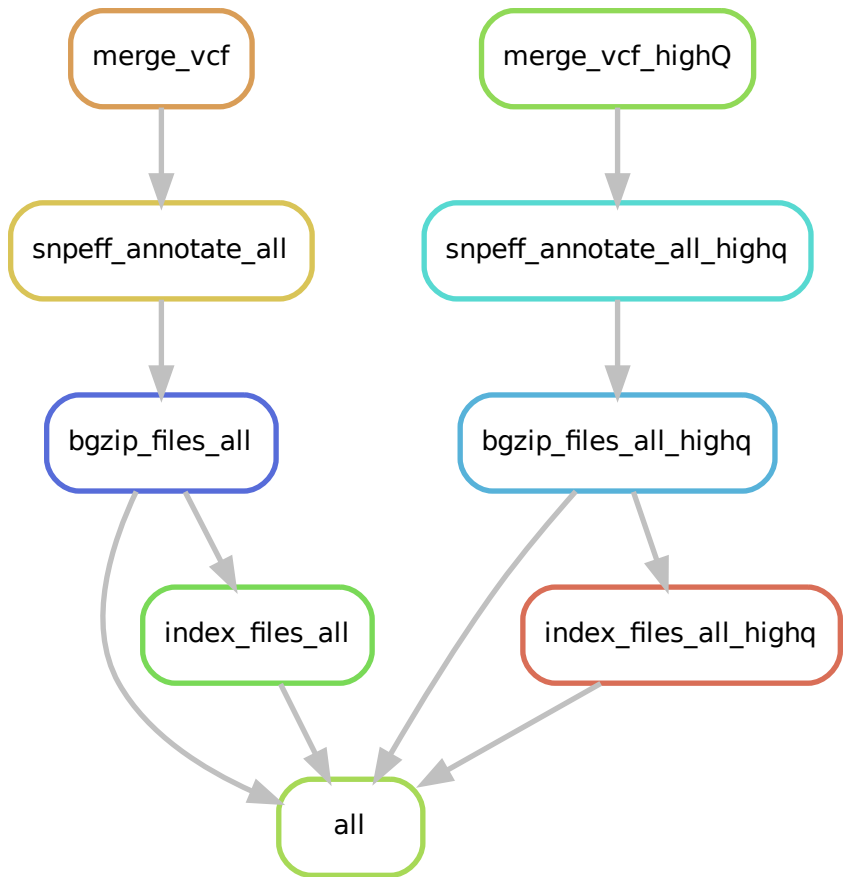 merge_vcf
merge_vcf_highQ
snpeff_annotate_all
snpeff_annotate_all_highq
bgzip_files_all
bgzip_files_all_highq
index_files_all
index_files_all_highq
all